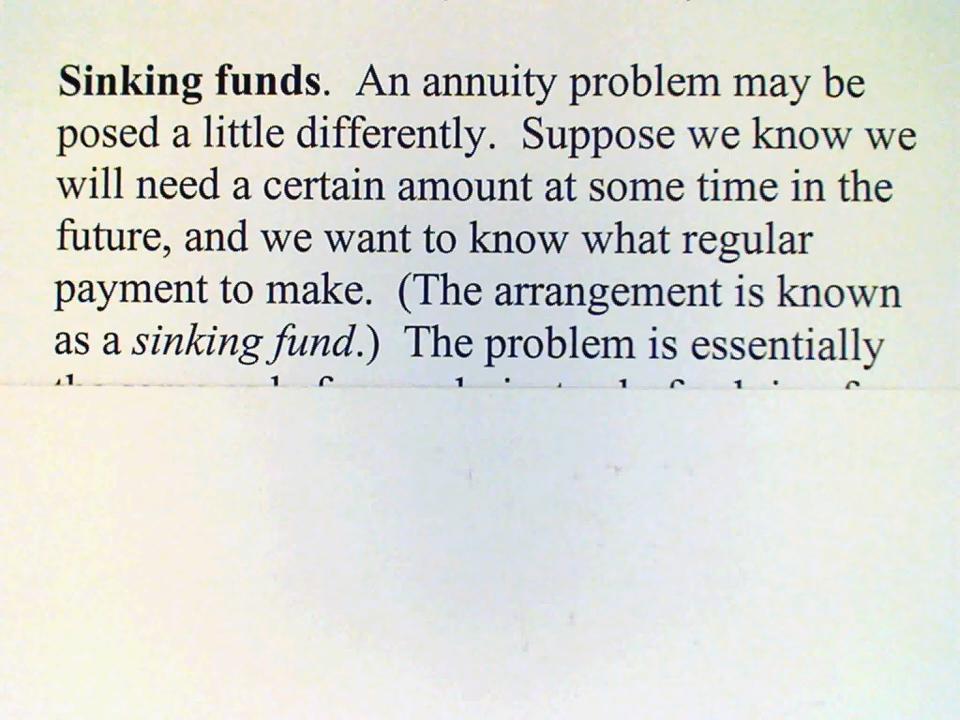 Sinking funds. An annuity problem may be
posed a little differently. Suppose we know we
will need a certain amount at some time in the
future, and we want to know what regular
payment to make. (The arrangement is known
as a sinking fund.) The problem is essentially